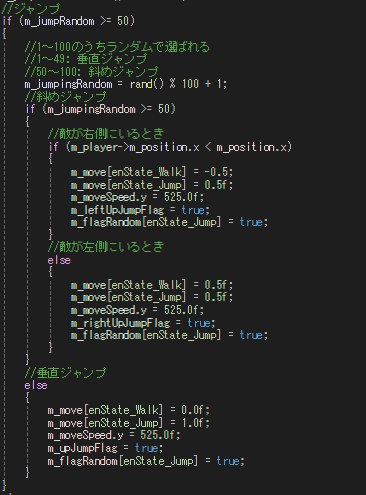 //ジャンプ
if (m_jumpRandom >= 50)
{
//1～100のうちランダムで選ばれる
//1～49: 垂直ジャンプ
//50～100: 斜めジャンプ
m_jumpingRandom = rand() % 100 + 1;
//斜めジャンプ
if (m_jumpingRandom >= 50)
{
//敵が右側にいるとき
if (m_player->m_position.x < m_position.x)
{
m_move[enState_Walk] = -0.5;
m_move[enState_Jump] = 0.5f;
m_moveSpeed.y = 525.0f;
m_leftUpJumpFlag = true;
m_flagRandom[enState_Jump] = true;
}
//敵が左側にいるとき
else
{
m_move[enState_Walk] = 0.5f;
m_move[enState_Jump] = 0.5f;
m_moveSpeed.y = 525.0f;
m_rightUpJumpFlag = true;
m_flagRandom[enState_Jump] = true;
}
}
//垂直ジャンプ
else
{
m_move[enState_Walk] = 0.0f;
m_move[enState_Jump] = 1.0f;
m_moveSpeed.y = 525.0f;
m_upJumpFlag = true;
m_flagRandom[enState_Jump] = true;
}
}